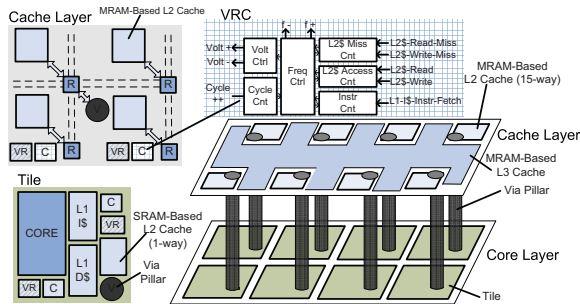 Cache Layer
MRAM-Based L2 Cache
R
R
V
VR
C
R
VR
C
R
VRC
f -
f +
Volt +
Volt -
Volt
Ctrl
Freq
Ctrl
L2$ Miss
Cnt
L2$-Read-Miss
L2$-Write-Miss
L2$ Access
Cnt
L2$-Read
L2$-Write
Cycle
++
Cycle
Cnt
Instr
Cnt
L1-I$-Instr-Fetch
MRAM-Based
L2 Cache (15-way)
Cache Layer
MRAM-Based
L3 Cache
Via Pillar
Core Layer
Tile
Tile
CORE
L1
I$
C
VR
L1
D$
VR
C
V
SRAM-Based
L2 Cache
(1-way)
Via
Pillar